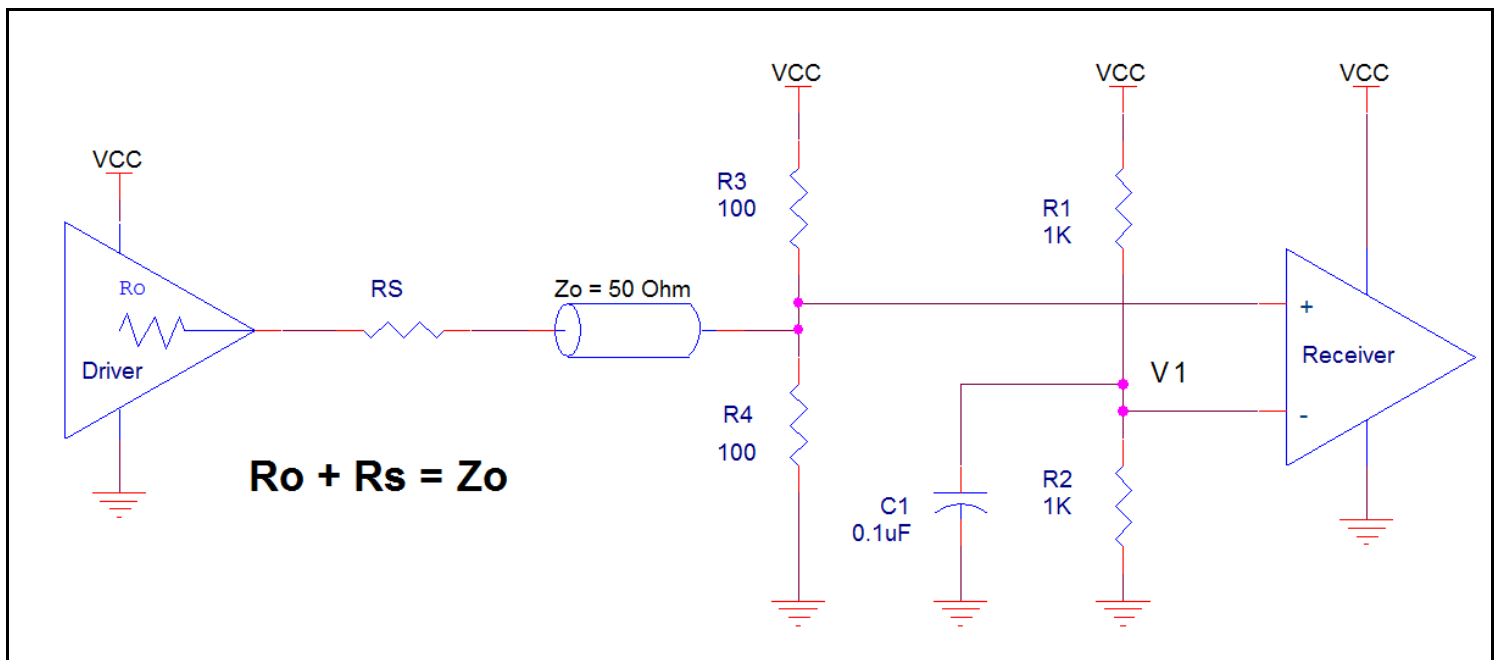 VCC
VCC
VCC
VCC
R3
100
R1
1K
Ro
RS
Zo = 50 Ohm
+
Driver
Receiver
V1
-
R4
100
Ro + Rs = Zo
R2
1K
C1
0.1uF